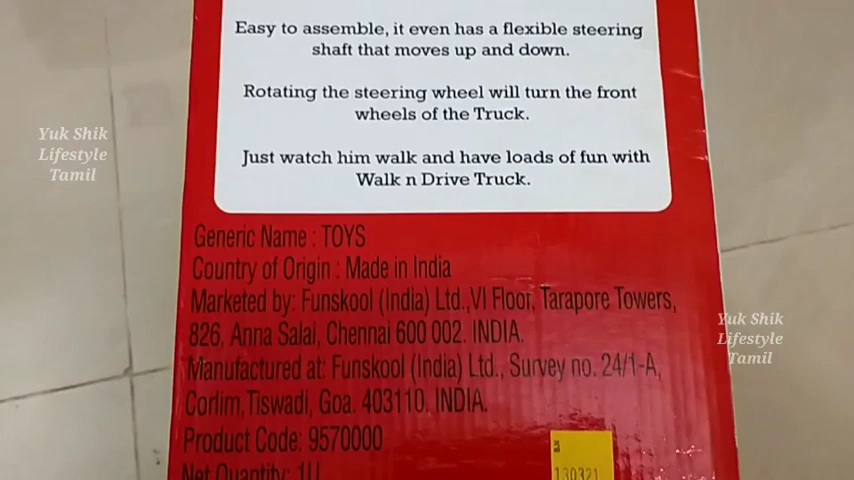 Easy to assemble, it even has a flexible steering
shaft that moves up and down.
Rotating the steering wheel will turn the front
wheels of the Truck.
Just watch him walk and have loads of fun with
Walk n Drive Truck.
Generic Name : TOYS
Country of Origin : Made in India
Marketed by: Funskool (India) Ltd.,VI Floor, Tarapore Towers,
826, Anna Salai, Chennai 600 002. INDIA.
Manufactured at: Funskool (India) Ltd., Survey no. 24/1-A,
Corlim,Tiswadi, Goa. 403110. INDIA.
Product Code: 9570000
Net Quantity: 1U
130321
Yuk Shik
Lifestyle
Tamil
Yuk Shik
Lifestyle
Tamil